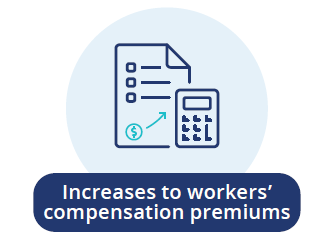 $
Increases to workers’
compensation premiums